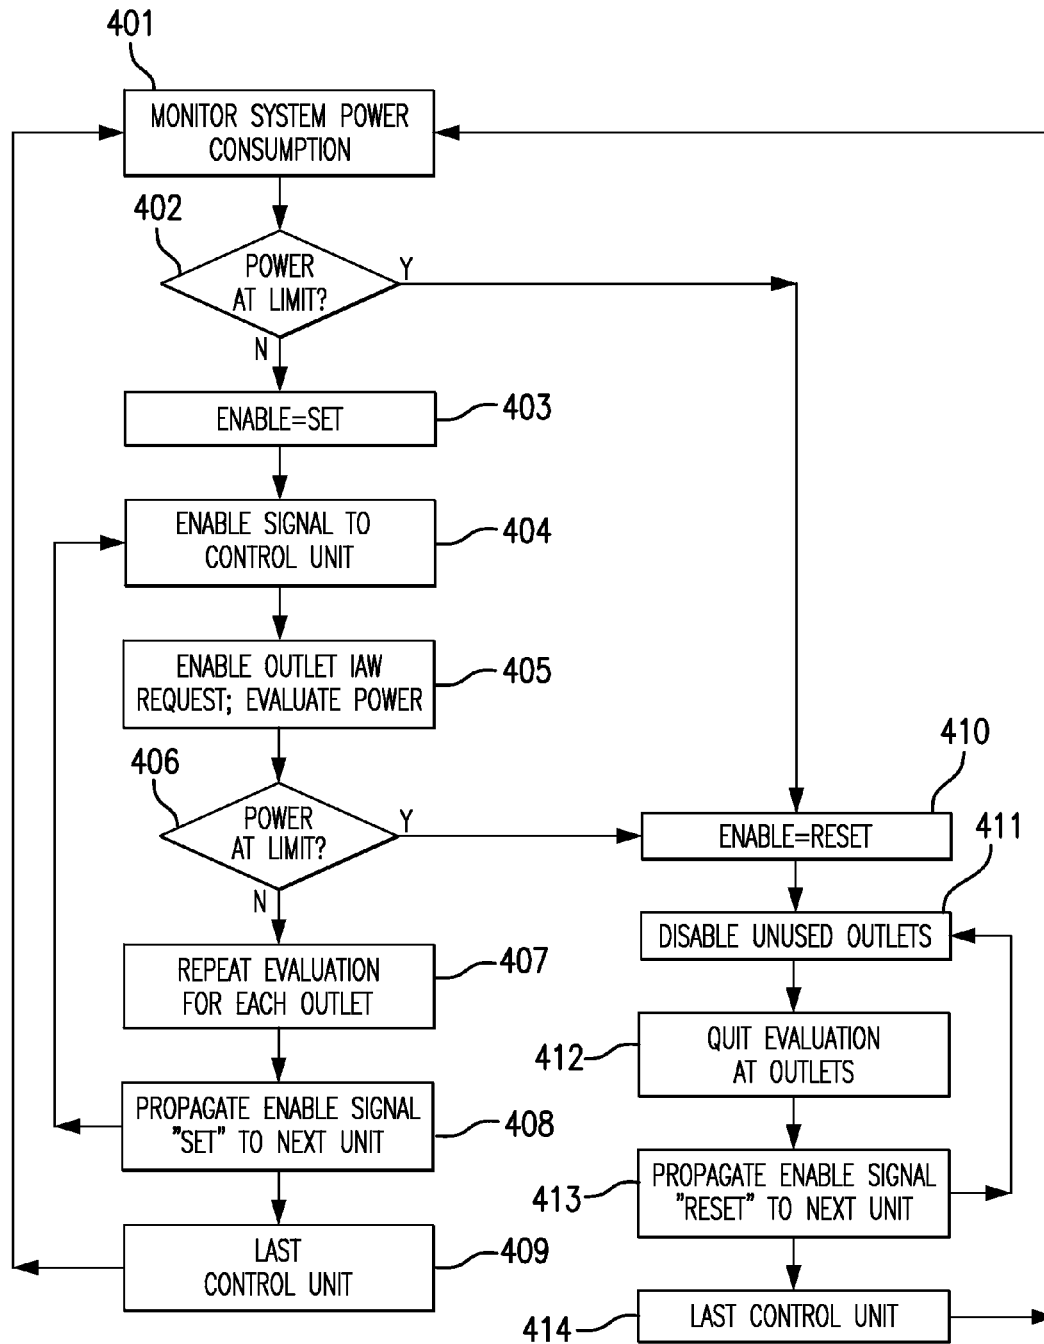 401
MONITOR SYSTEM POWER
CONSUMPTION
402
POWER
AT LIMIT?
Y
N
ENABLE=SET
403
ENABLE SIGNAL TO
CONTROL UNIT
404
ENABLE OUTLET IAW
REQUEST; EVALUATE POWER
405
406
POWER
AT LIMIT?
Y
N
REPEAT EVALUATION
FOR EACH OUTLET
407
PROPAGATE ENABLE SIGNAL
"SET" TO NEXT UNIT
408
LAST
CONTROL UNIT
409
410
ENABLE=RESET
411
DISABLE UNUSED OUTLETS
412
QUIT EVALUATION
AT OUTLETS
413
PROPAGATE ENABLE SIGNAL
"RESET" TO NEXT UNIT
414
LAST CONTROL UNIT